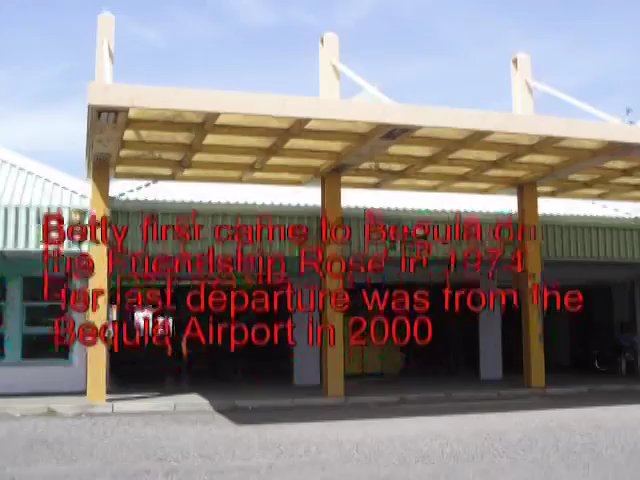 Betty first came to Bequia on
the Friendship Rose in 1974
Her last departure was from the
Bequia Airport in 2000